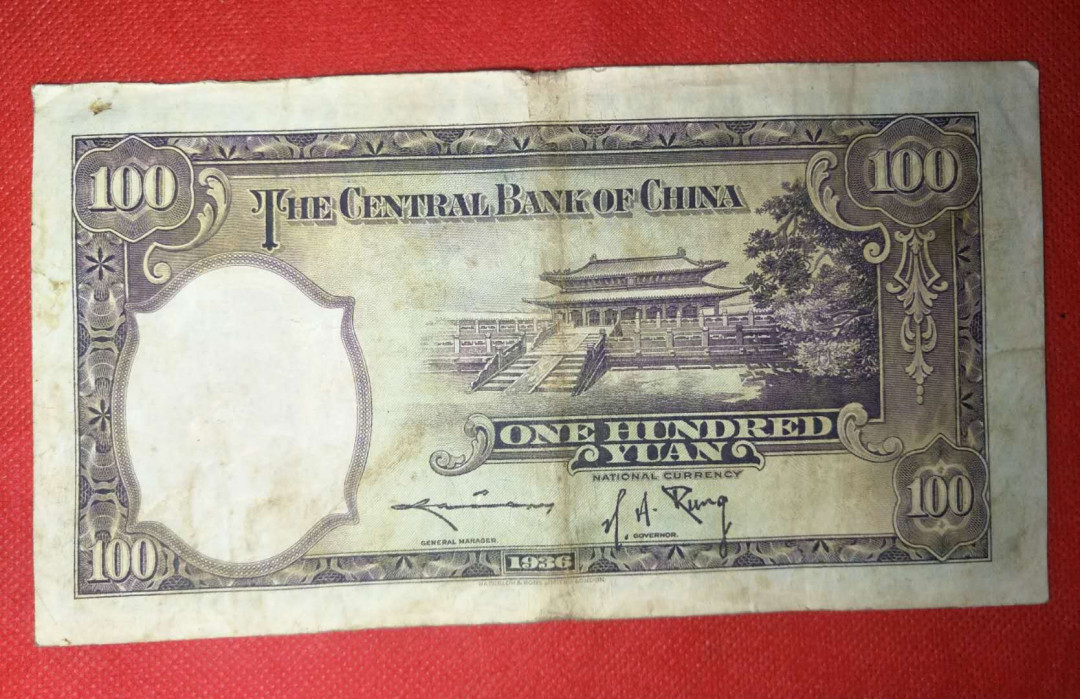 100
100
THE CENTRAL BANK OF CHINA
ONE HUNDRED
YUAN
NATIONAL CURRENCY
H. H. Kung
GENERAL MANAGER.
GOVERNOR.
100
100
1936
LONDON